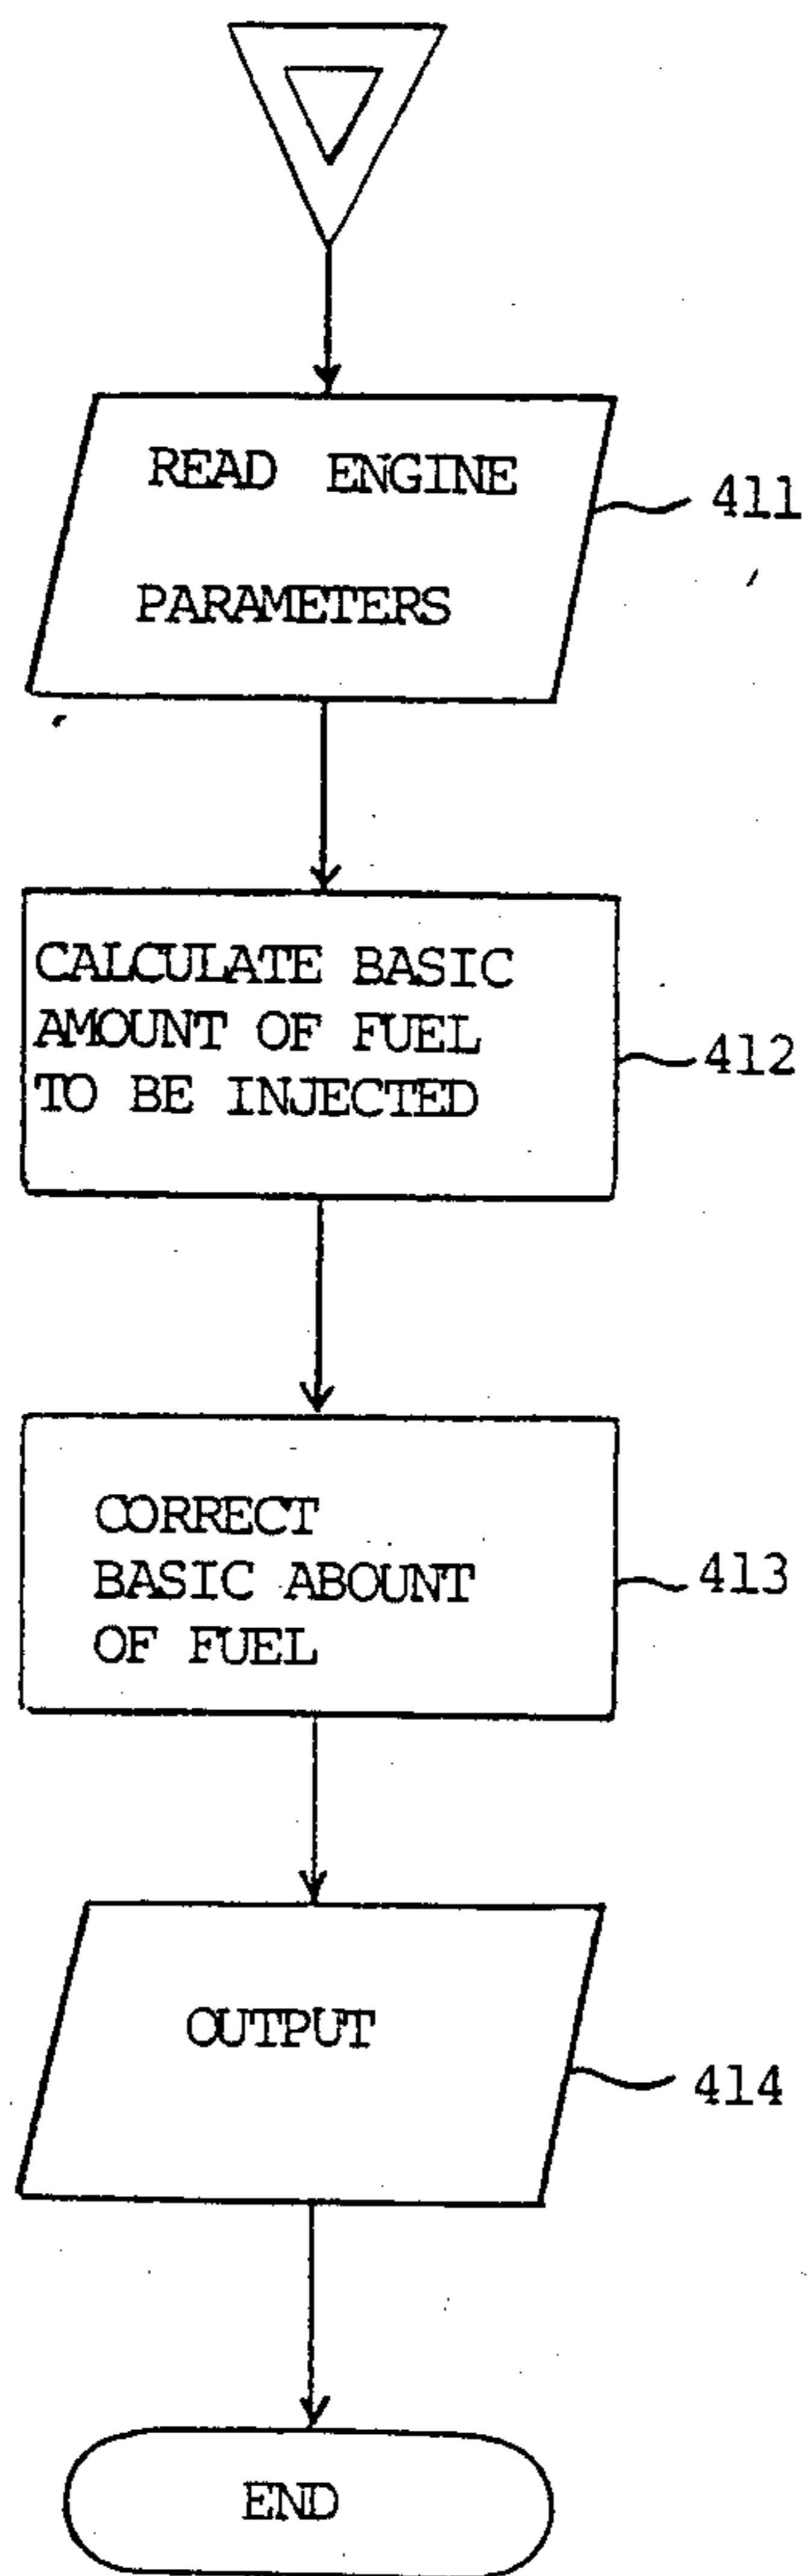 READ ENGINE
PARAMETERS
411
CALCULATE BASIC
AMOUNT OF FUEL
TO BE INJECTED
412
CORRECT
BASIC ABOUNT
OF FUEL
413
OUTPUT
414
END